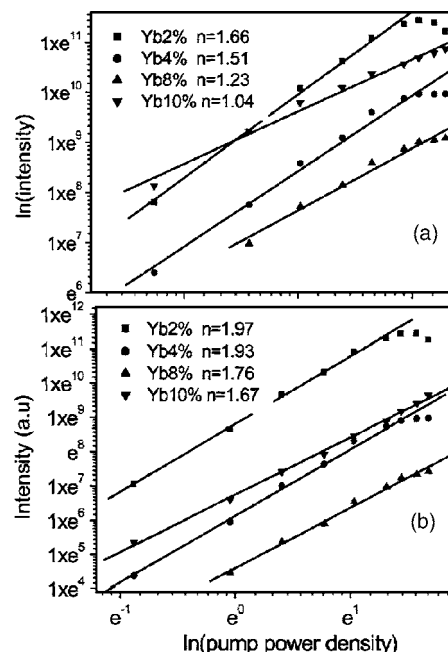 1xe¹¹
1xe¹⁰
1xe⁹
1xe⁸
1xe⁷
e⁶
ln(intensity)
Yb2% n=1.66
Yb4% n=1.51
Yb8% n=1.23
Yb10% n=1.04
(a)
1xe¹²
1xe¹¹
1xe¹⁰
1xe⁹
e⁸
1xe⁷
1xe⁶
1xe⁵
1xe⁴
Intensity (a.u)
Yb2% n=1.97
Yb4% n=1.93
Yb8% n=1.76
Yb10% n=1.67
(b)
e⁻¹
e⁰
e¹
ln(pump power density)